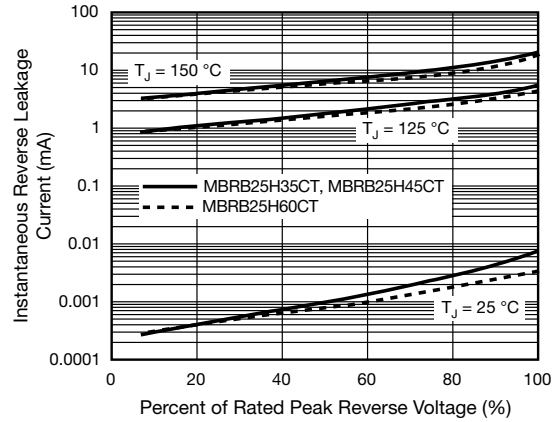 100
10
1
0.1
0.01
0.001
0.0001
Instantaneous Reverse Leakage
Current (mA)
T_J = 150 °C
T_J = 125 °C
MBRB25H35CT, MBRB25H45CT
MBRB25H60CT
T_J = 25 °C
0 20 40 60 80 100
Percent of Rated Peak Reverse Voltage (%)